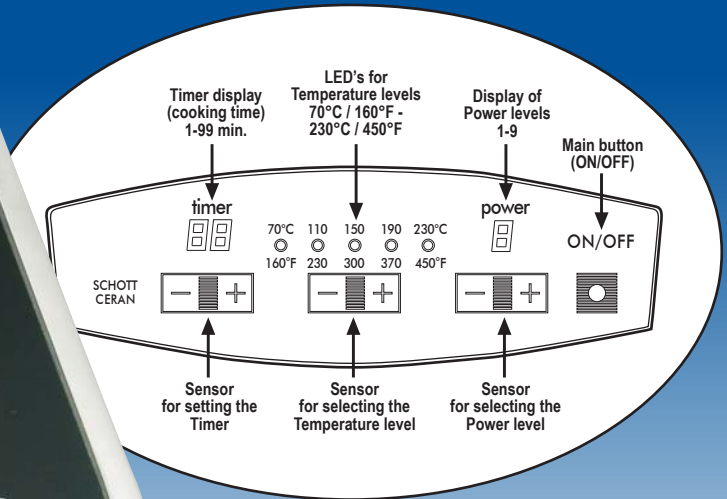 Timer display
(cooking time)
1-99 min.
LED's for
Temperature levels
70°C / 160°F -
230°C / 450°F
Display of
Power levels
1-9
Main button
(ON/OFF)
timer
88
70°C 110 150 190 230°C
160°F 230 300 370 450°F
power
8
ON/OFF
SCHOTT
CERAN
− +
− +
− +
Sensor
for setting the
Timer
Sensor
for selecting the
Temperature level
Sensor
for selecting the
Power level